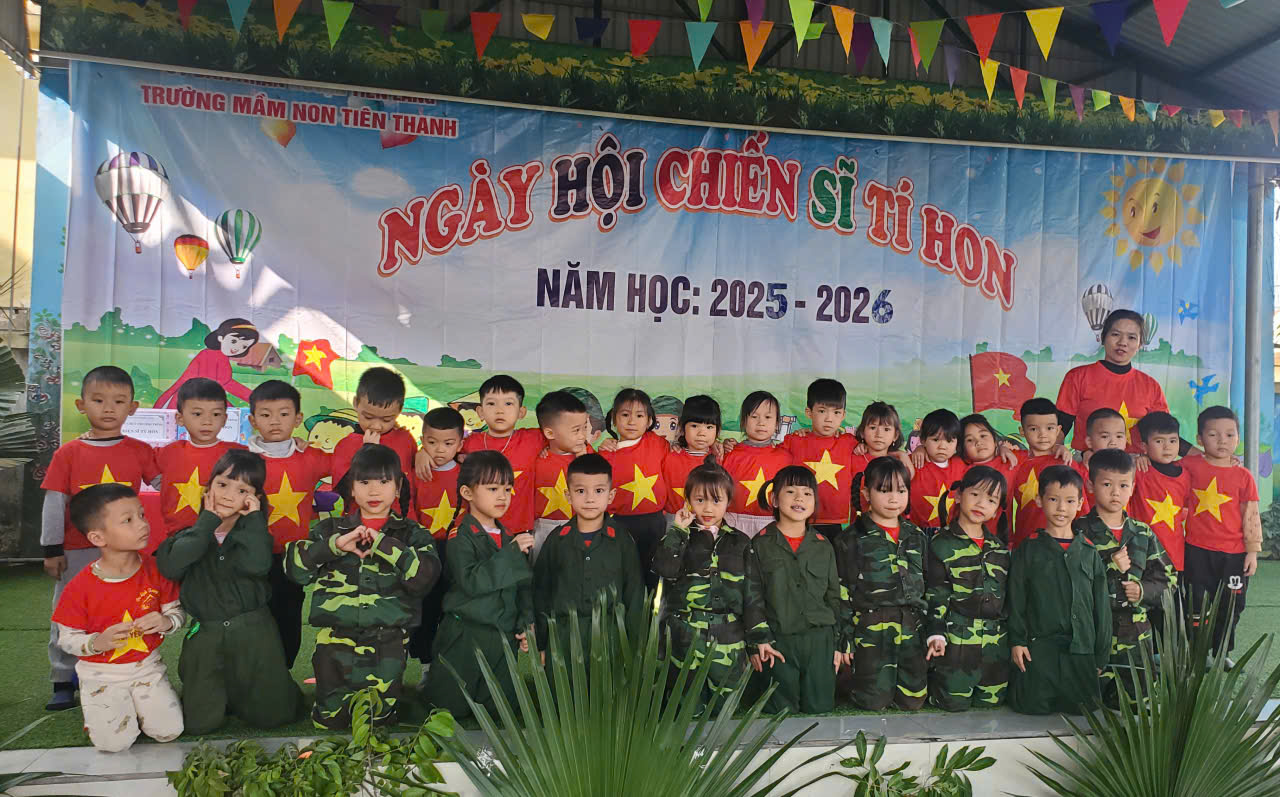 TRƯỜNG MẦM NON TIÊN THANH
NGÀY HỘI CHIẾN SĨ TÍ HON
NĂM HỌC: 2025 - 2026